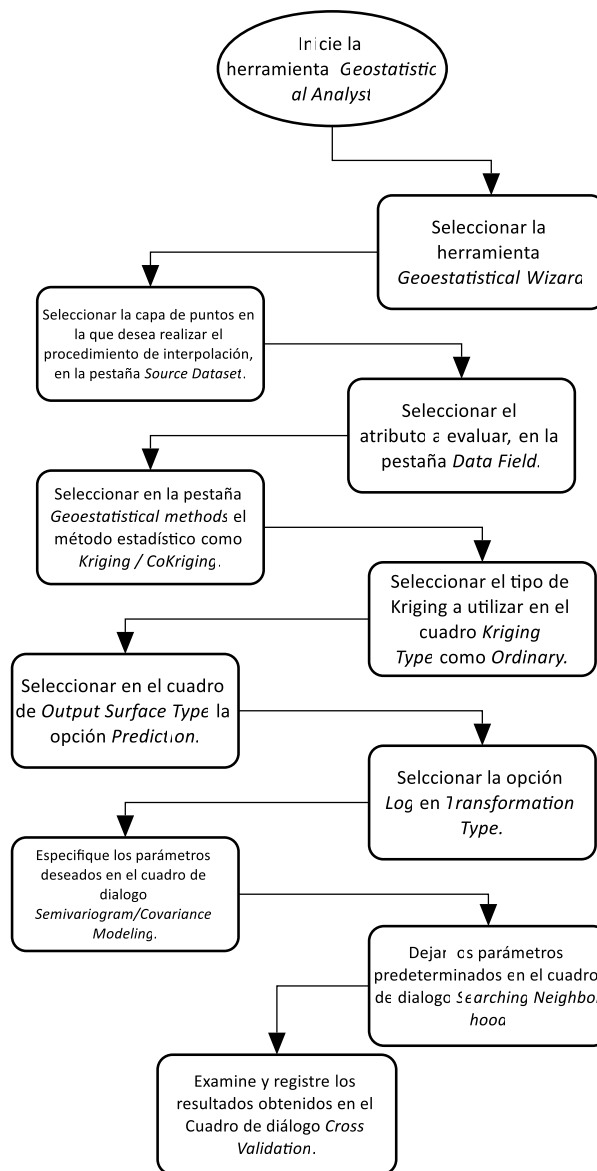 Inicie la
herramienta Geostatistic
al Analyst
Seleccionar la
herramienta
Geoestatistical Wizard
Seleccionar la capa de puntos en
la que desea realizar el
procedimiento de interpolación,
en la pestaña Source Dataset.
Seleccionar el
atributo a evaluar, en la
pestaña Data Field.
Seleccionar en la pestaña
Geoestatistical methods el
método estadístico como
Kriging / CoKriging.
Seleccionar el tipo de
Kriging a utilizar en el
cuadro Kriging
Type como Ordinary.
Seleccionar en el cuadro
de Output Surface Type la
opción Prediction.
Selccionar la opción
Log en Transformation
Type.
Especifique los parámetros
deseados en el cuadro de
dialogo
Semivariogram/Covariance
Modeling.
Dejar los parámetros
predeterminados en el cuadro
de dialogo Searching Neighbor
hood
Examine y registre los
resultados obtenidos en el
Cuadro de diálogo Cross
Validation.